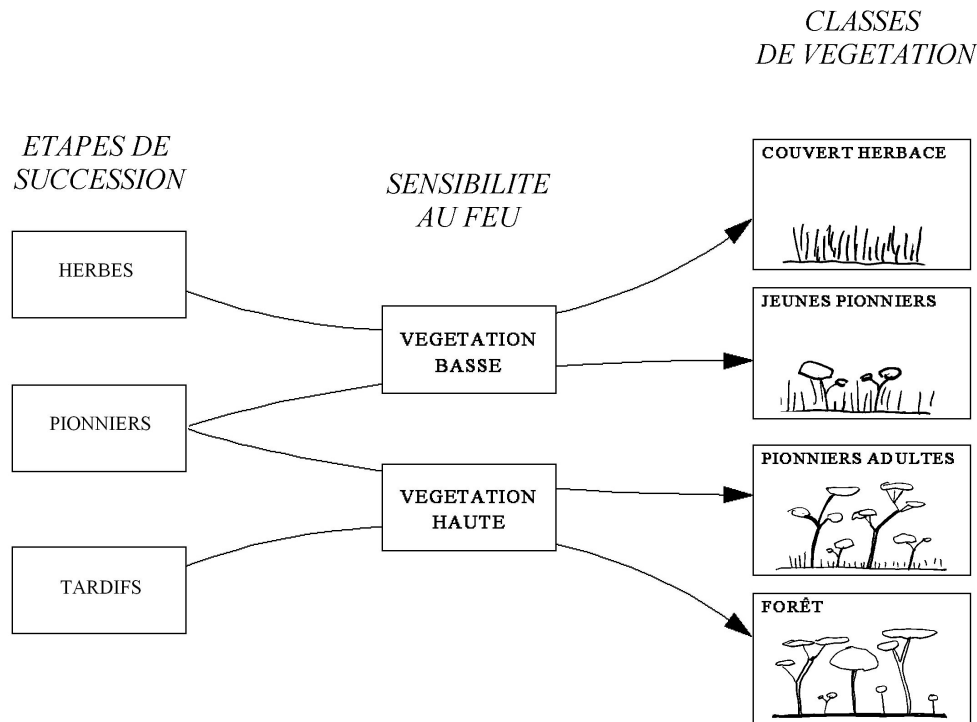 CLASSES
DE VEGETATION
ETAPES DE
SUCCESSION
SENSIBILITE
AU FEU
HERBES
PIONNIERS
TARDIFS
VEGETATION
BASSE
VEGETATION
HAUTE
COUVERT HERBACE
JEUNES PIONNIERS
PIONNIERS ADULTES
FORÊT